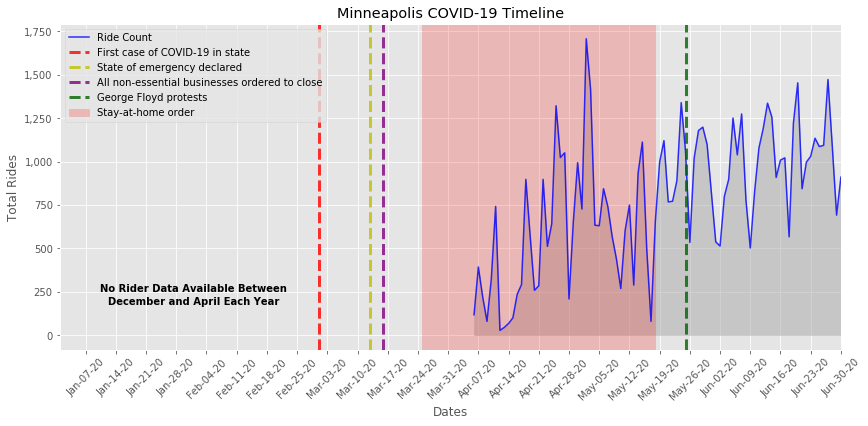 Minneapolis COVID-19 Timeline
Total Rides
1,750
1,500
1,250
1,000
750
500
250
0
Ride Count
First case of COVID-19 in state
State of emergency declared
All non-essential businesses ordered to close
George Floyd protests
Stay-at-home order
No Rider Data Available Between
December and April Each Year
Jan-07-20
Jan-14-20
Jan-21-20
Jan-28-20
Feb-04-20
Feb-11-20
Feb-18-20
Feb-25-20
Mar-03-20
Mar-10-20
Mar-17-20
Mar-24-20
Mar-31-20
Apr-07-20
Apr-14-20
Apr-21-20
Apr-28-20
May-05-20
May-12-20
May-19-20
May-26-20
Jun-02-20
Jun-09-20
Jun-16-20
Jun-23-20
Jun-30-20
Dates